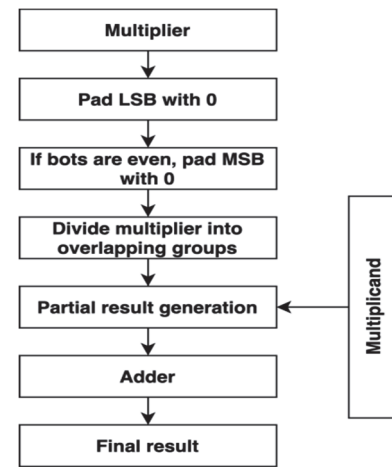 Multiplier
Pad LSB with 0
If bots are even, pad MSB
with 0
Divide multiplier into
overlapping groups
Partial result generation
Multiplicand
Adder
Final result